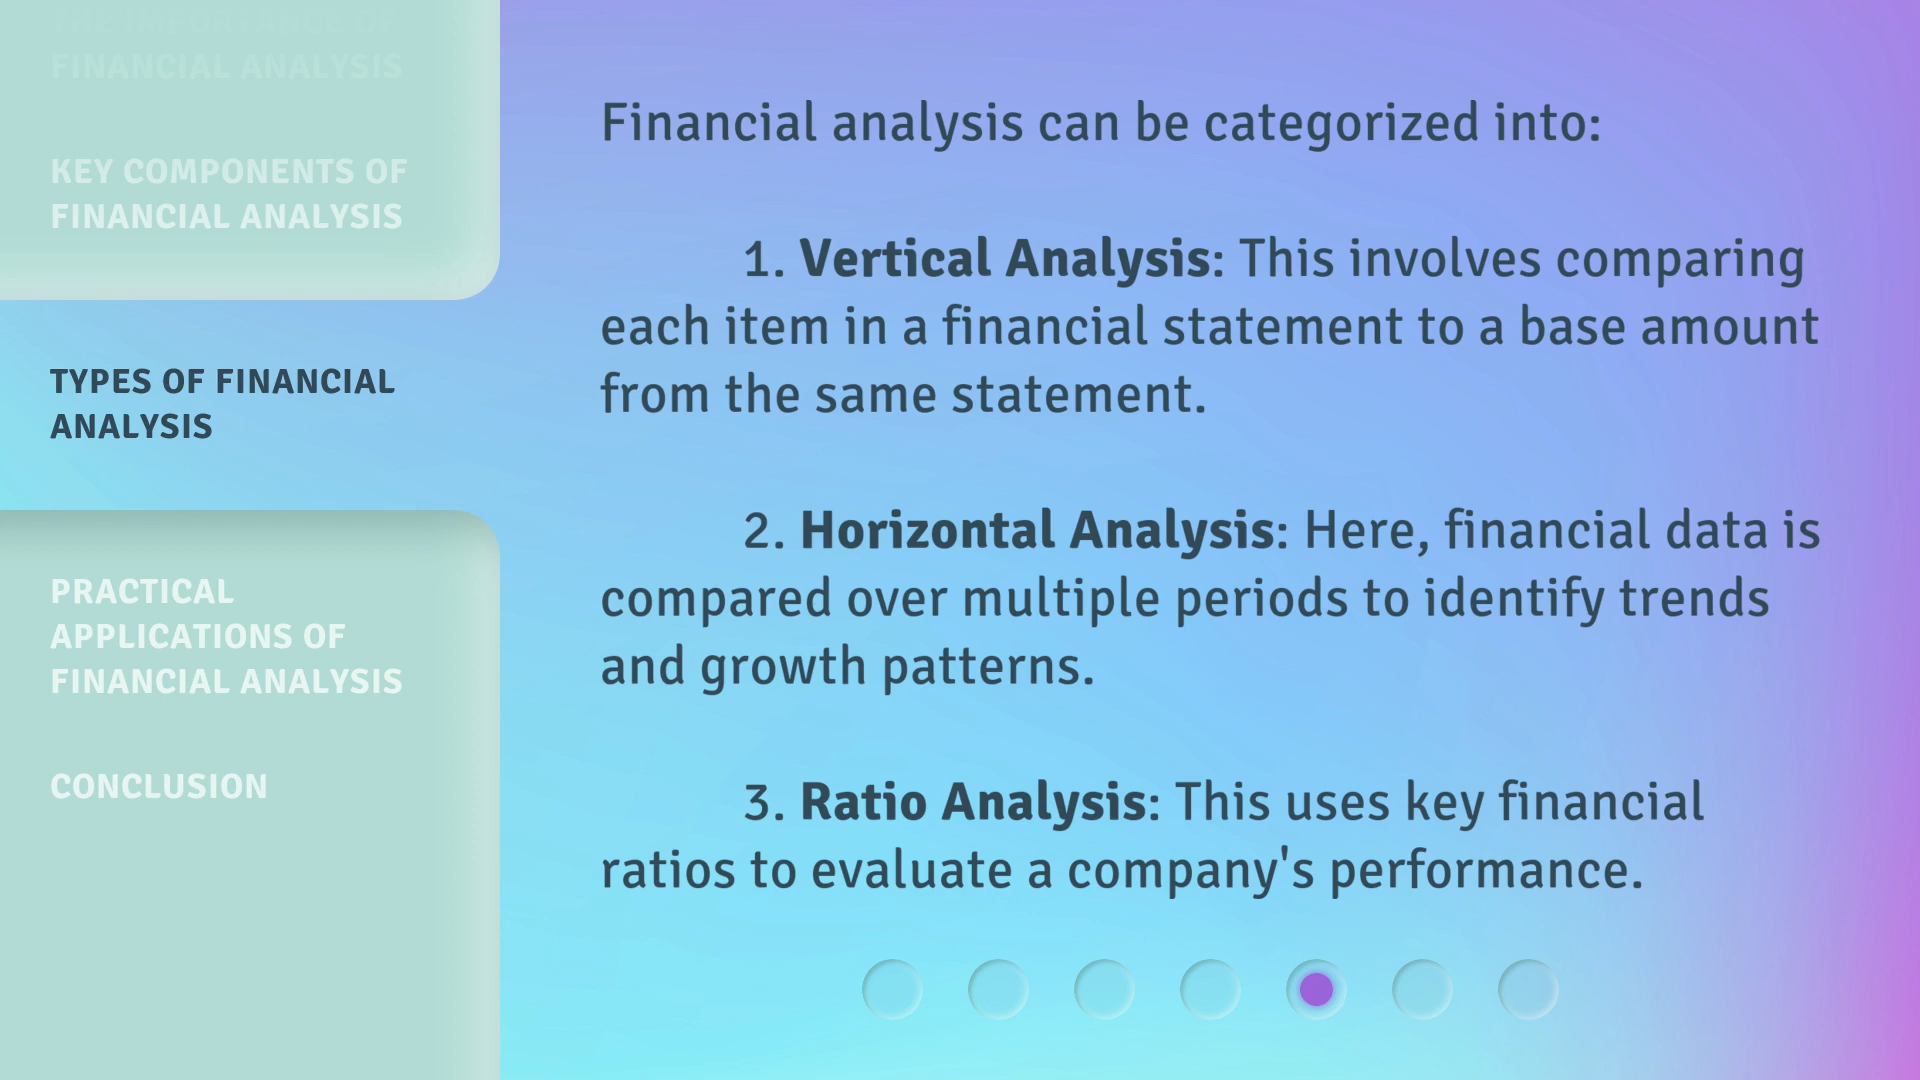 THE IMPORTANCE OF
FINANCIAL ANALYSIS
KEY COMPONENTS OF
FINANCIAL ANALYSIS
TYPES OF FINANCIAL
ANALYSIS
PRACTICAL
APPLICATIONS OF
FINANCIAL ANALYSIS
CONCLUSION
Financial analysis can be categorized into:
1. Vertical Analysis: This involves comparing
each item in a financial statement to a base amount
from the same statement.
2. Horizontal Analysis: Here, financial data is
compared over multiple periods to identify trends
and growth patterns.
3. Ratio Analysis: This uses key financial
ratios to evaluate a company's performance.